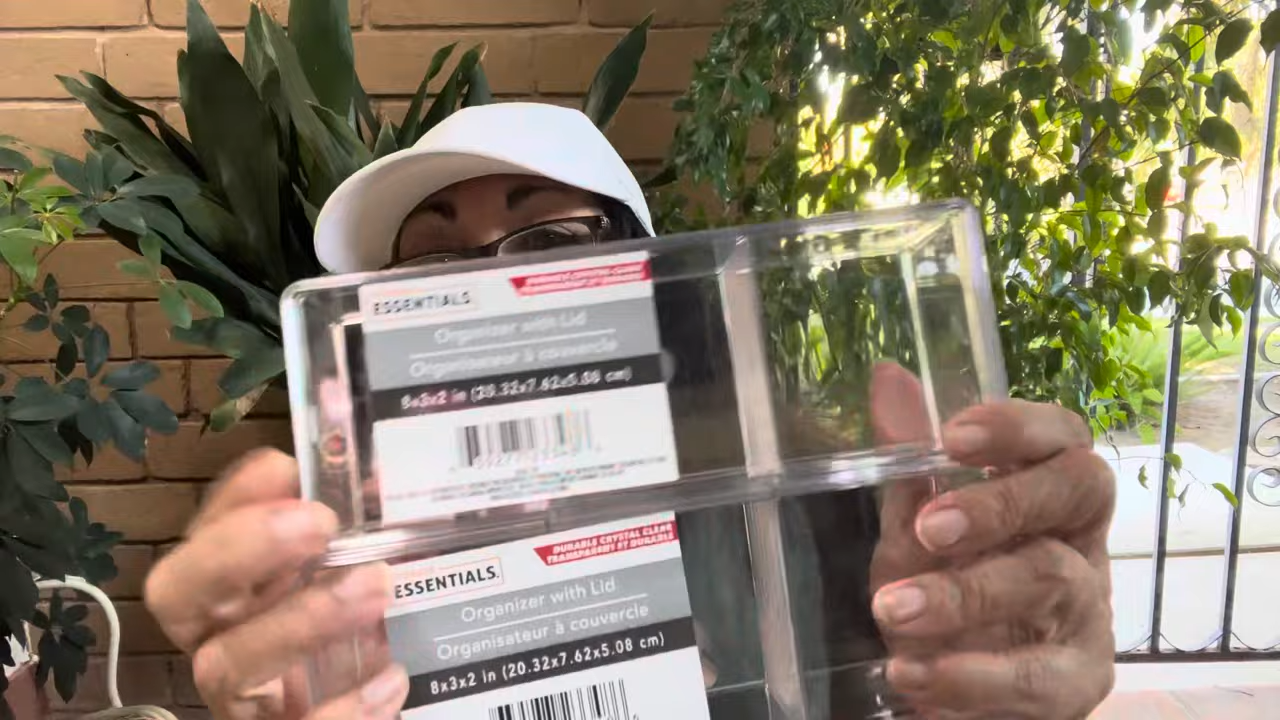 ESSENTIALS
Organizer with Lid
Organisateur à couvercle
8x3x2 in (20.32x7.62x5.08 cm)
DURABLE CRYSTAL CLEAR
TRANSPARENT ET DURABLE
ESSENTIALS.
Organizer with Lid
Organisateur à couvercle
8x3x2 in (20.32x7.62x5.08 cm)